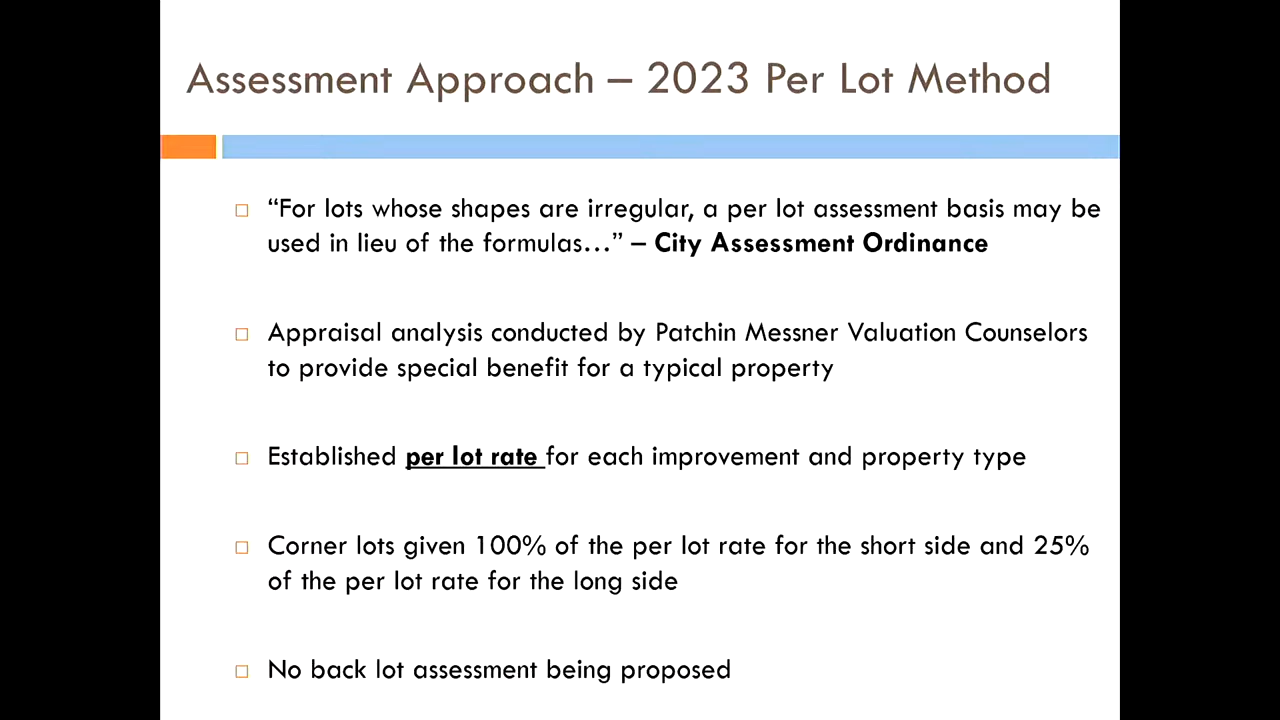 Assessment Approach – 2023 Per Lot Method
“For lots whose shapes are irregular, a per lot assessment basis may be
used in lieu of the formulas…” – City Assessment Ordinance
Appraisal analysis conducted by Patchin Messner Valuation Counselors
to provide special benefit for a typical property
Established per lot rate for each improvement and property type
Corner lots given 100% of the per lot rate for the short side and 25%
of the per lot rate for the long side
No back lot assessment being proposed